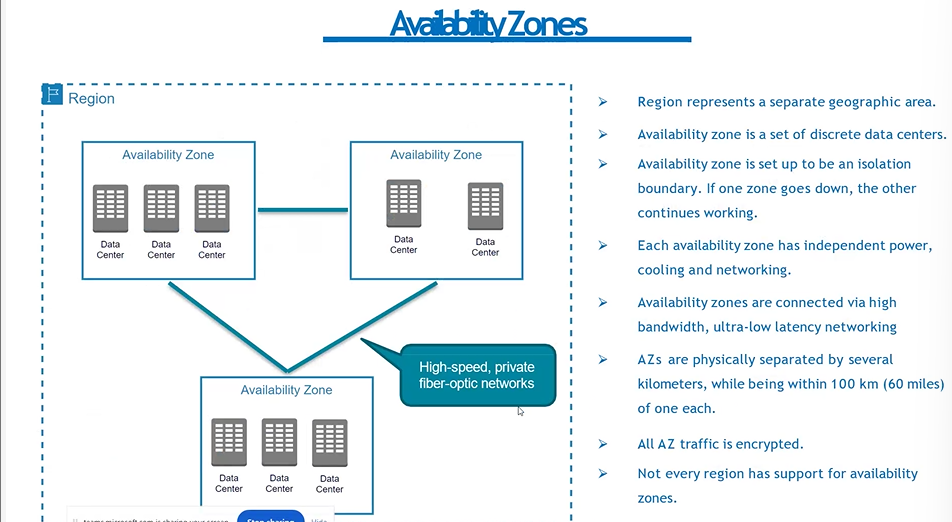 Availability Zones
Region
Availability Zone
Data
Center
Data
Center
Data
Center
Availability Zone
Data
Center
Data
Center
High-speed, private
fiber-optic networks
Availability Zone
Data
Center
Data
Center
Data
Center
Region represents a separate geographic area.
Availability zone is a set of discrete data centers.
Availability zone is set up to be an isolation
boundary. If one zone goes down, the other
continues working.
Each availability zone has independent power,
cooling and networking.
Availability zones are connected via high
bandwidth, ultra-low latency networking
AZs are physically separated by several
kilometers, while being within 100 km (60 miles)
of one each.
All AZ traffic is encrypted.
Not every region has support for availability
zones.
teams.microsoft.com is sharing your screen.
Stop sharing
Hide